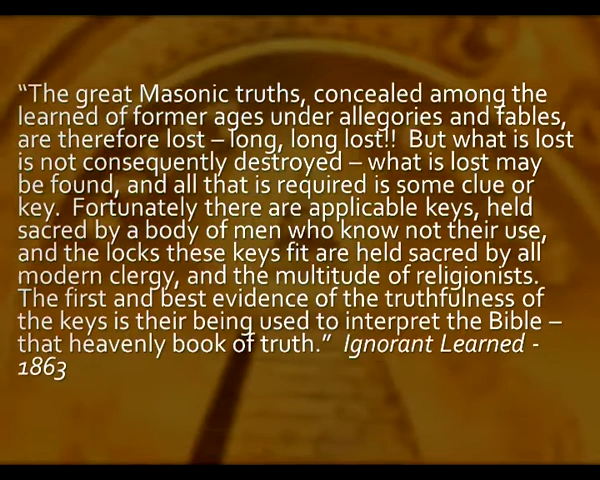 “The great Masonic truths, concealed among the
learned of former ages under allegories and fables,
are therefore lost – long, long lost!!  But what is lost
is not consequently destroyed – what is lost may
be found, and all that is required is some clue or
key.  Fortunately there are applicable keys, held
sacred by a body of men who know not their use,
and the locks these keys fit are held sacred by all
modern clergy, and the multitude of religionists.
The first and best evidence of the truthfulness of
the keys is their being used to interpret the Bible –
that heavenly book of truth.”  Ignorant Learned -
1863